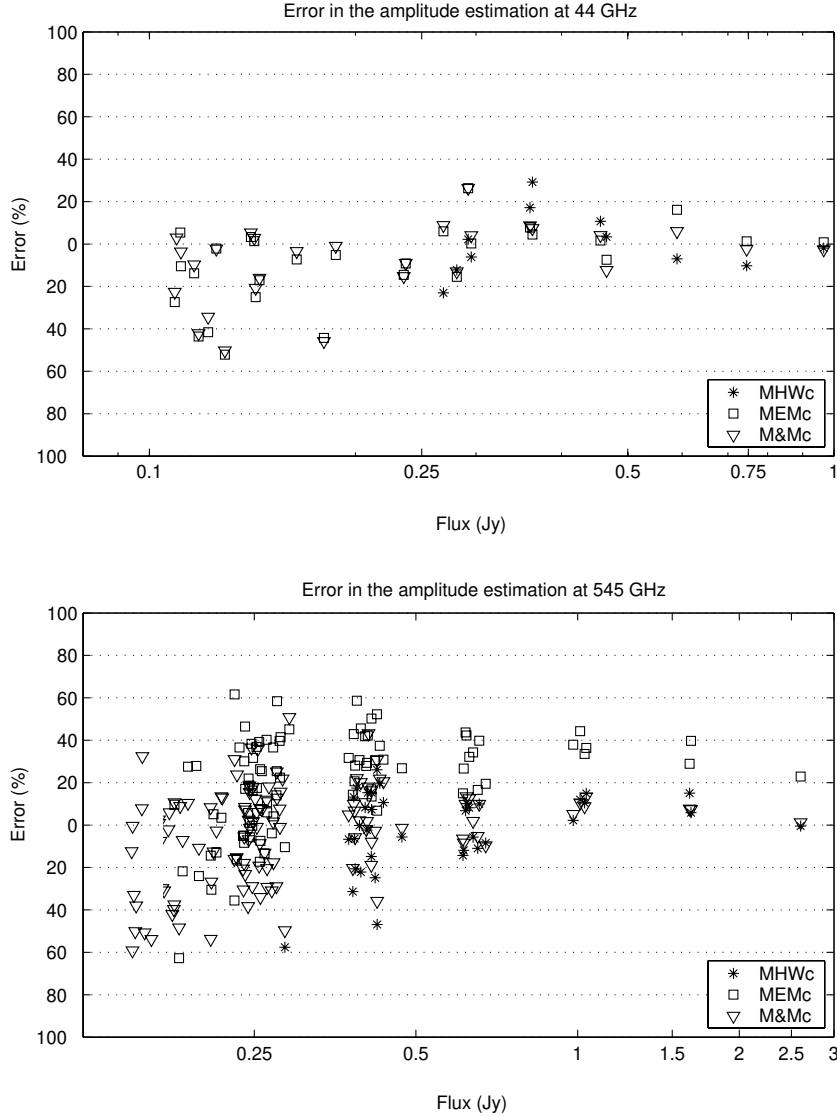 Error in the amplitude estimation at 44 GHz
100
80
60
40
20
0
20
40
60
80
100
Error (%)
MHWc
MEMc
M&Mc
0.1 0.25 0.5 0.75 1
Flux (Jy)
Error in the amplitude estimation at 545 GHz
100
80
60
40
20
0
20
40
60
80
100
Error (%)
MHWc
MEMc
M&Mc
0.25 0.5 1 1.5 2 2.5 3
Flux (Jy)